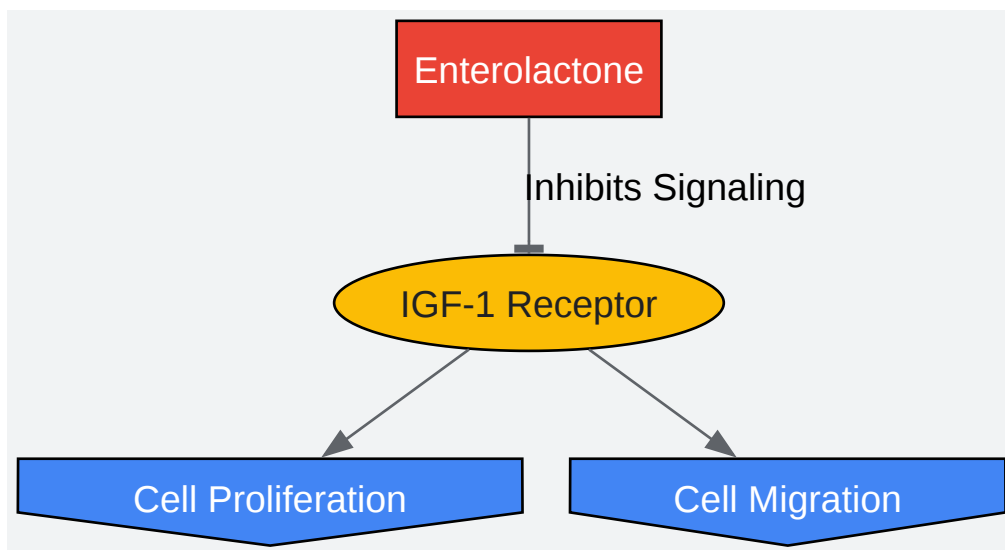 Enterolactone
Inhibits Signaling
IGF-1 Receptor
Cell Proliferation
Cell Migration